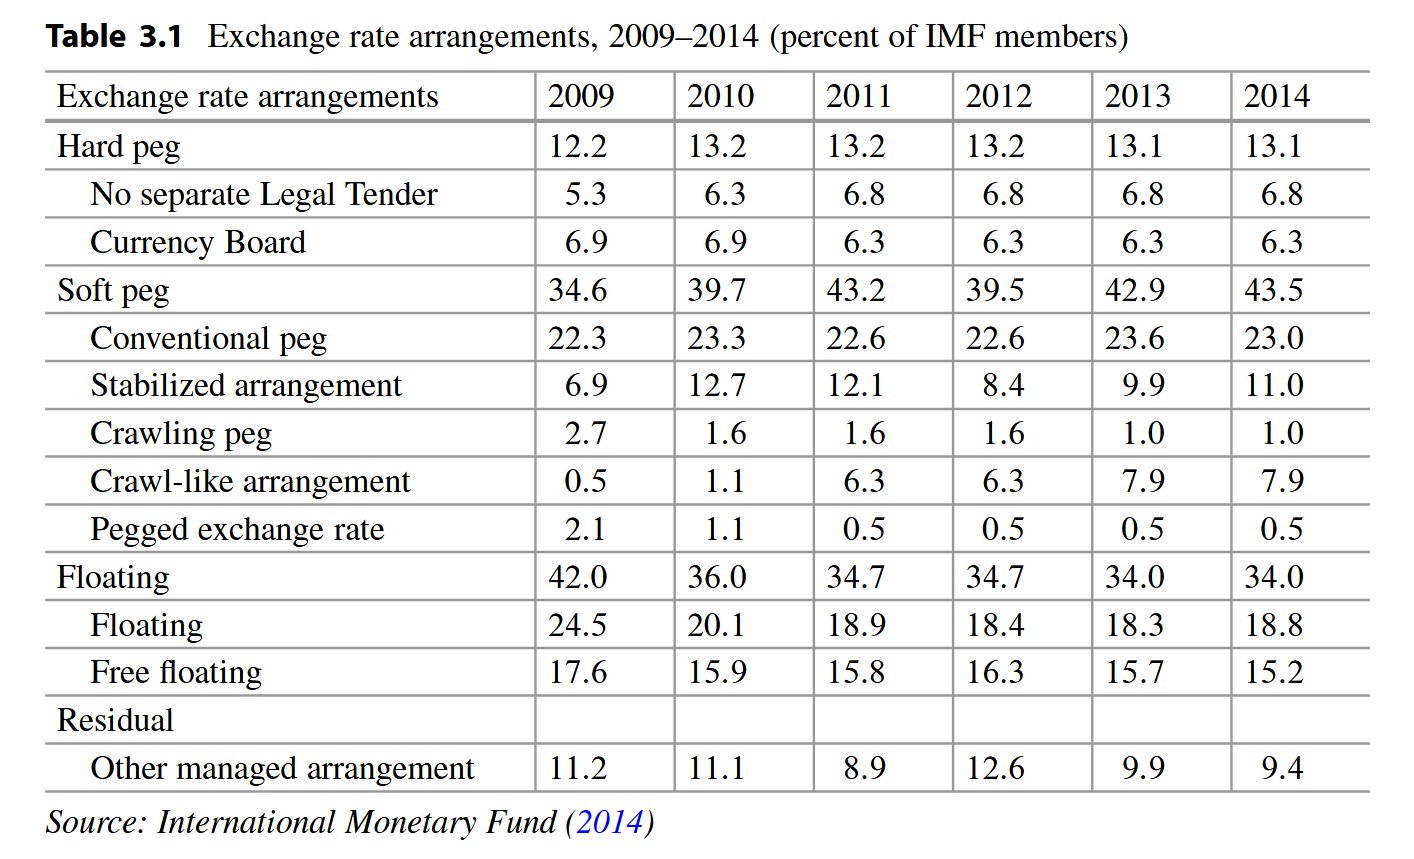 Table 3.1 Exchange rate arrangements, 2009–2014 (percent of IMF members)
Exchange rate arrangements 2009 2010 2011 2012 2013 2014
Hard peg 12.2 13.2 13.2 13.2 13.1 13.1
No separate Legal Tender 5.3 6.3 6.8 6.8 6.8 6.8
Currency Board 6.9 6.9 6.3 6.3 6.3 6.3
Soft peg 34.6 39.7 43.2 39.5 42.9 43.5
Conventional peg 22.3 23.3 22.6 22.6 23.6 23.0
Stabilized arrangement 6.9 12.7 12.1 8.4 9.9 11.0
Crawling peg 2.7 1.6 1.6 1.6 1.0 1.0
Crawl-like arrangement 0.5 1.1 6.3 6.3 7.9 7.9
Pegged exchange rate 2.1 1.1 0.5 0.5 0.5 0.5
Floating 42.0 36.0 34.7 34.7 34.0 34.0
Floating 24.5 20.1 18.9 18.4 18.3 18.8
Free floating 17.6 15.9 15.8 16.3 15.7 15.2
Residual
Other managed arrangement 11.2 11.1 8.9 12.6 9.9 9.4
Source: International Monetary Fund (2014)